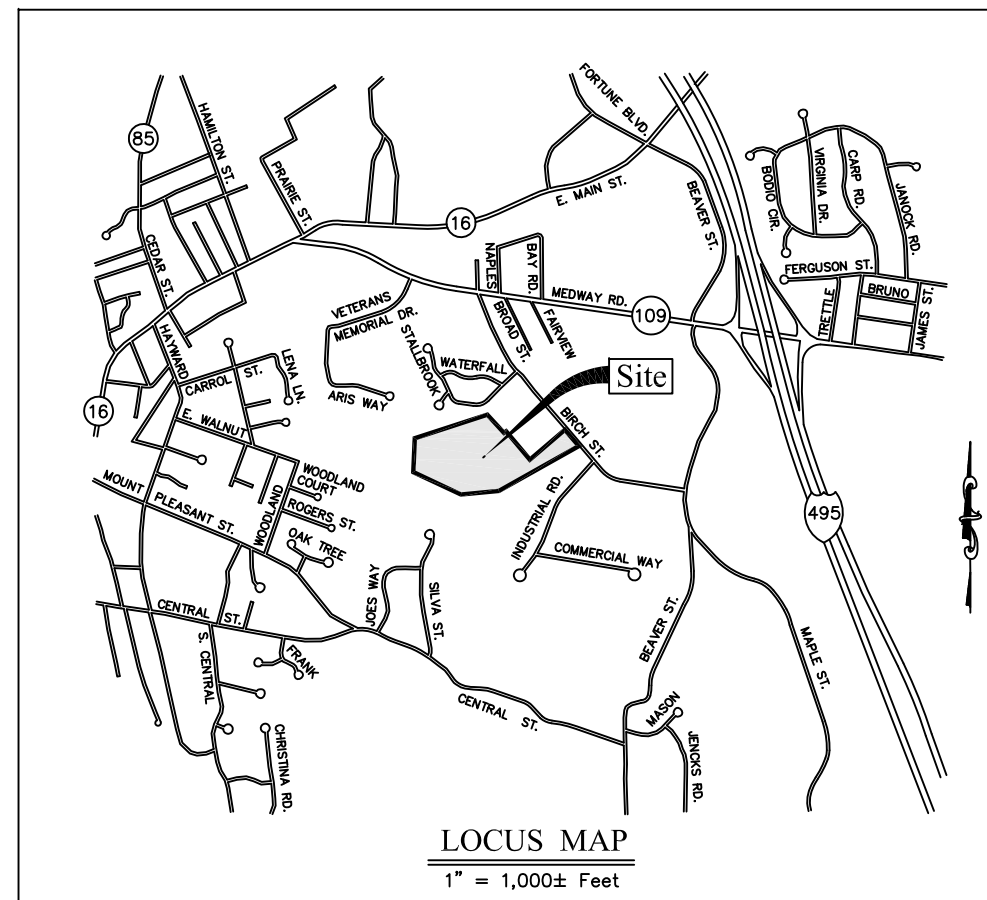 FORTUNE BLVD.
85
HAMILTON ST.
PRAIRIE ST.
E. MAIN ST.
16
BEAVER ST.
BODIO CIR.
VIRGINIA DR.
CARP RD.
JANOCK RD.
CEDAR ST.
NAPLES
BAY RD.
FERGUSON ST.
BRUNO
TRETTLE
JAMES ST.
MEDWAY RD.
109
VETERANS
MEMORIAL DR.
BROAD ST.
FAIRVIEW
HAYWARD
STALLBROOK
WATERFALL
LENA LN.
CARROL ST.
ARIS WAY
Site
16
BIRCH ST.
E. WALNUT
WOODLAND
COURT
MOUNT
PLEASANT ST.
WOODLAND
ROGERS ST.
OAK TREE
INDUSTRIAL RD.
495
COMMERCIAL WAY
JOES WAY
SILVA ST.
CENTRAL ST.
S. CENTRAL
FRANK
BEAVER ST.
MAPLE ST.
CENTRAL ST.
MASON
JENCKS RD.
CHRISTINA RD.
LOCUS MAP
1" = 1,000± Feet